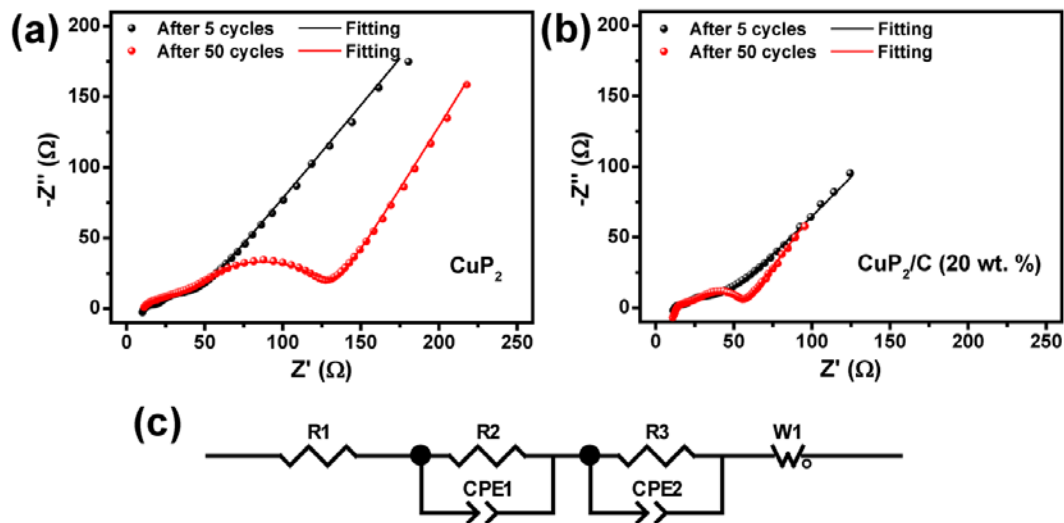 (a)
200
150
100
50
0
-Z'' (Ω)
After 5 cycles Fitting
After 50 cycles Fitting
CuP₂
0 50 100 150 200 250
Z' (Ω)
(b)
200
150
100
50
0
-Z'' (Ω)
After 5 cycles Fitting
After 50 cycles Fitting
CuP₂/C (20 wt. %)
0 50 100 150 200 250
Z' (Ω)
(c)
R1 R2 R3 W1
CPE1 CPE2